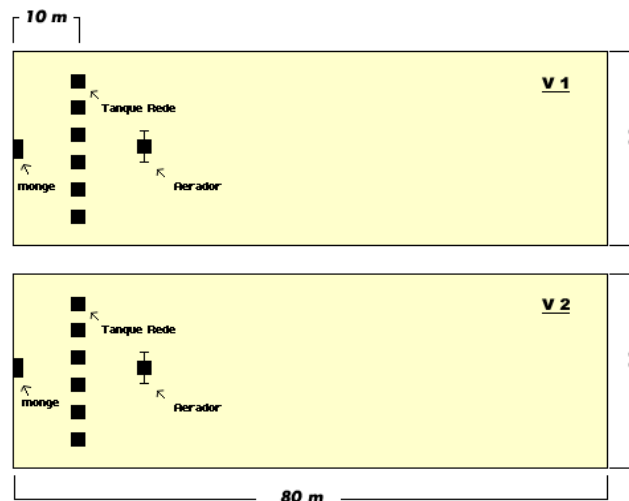 10 m
V 1
Tanque Rede
monge
Aerador
V 2
Tanque Rede
monge
Aerador
80 m